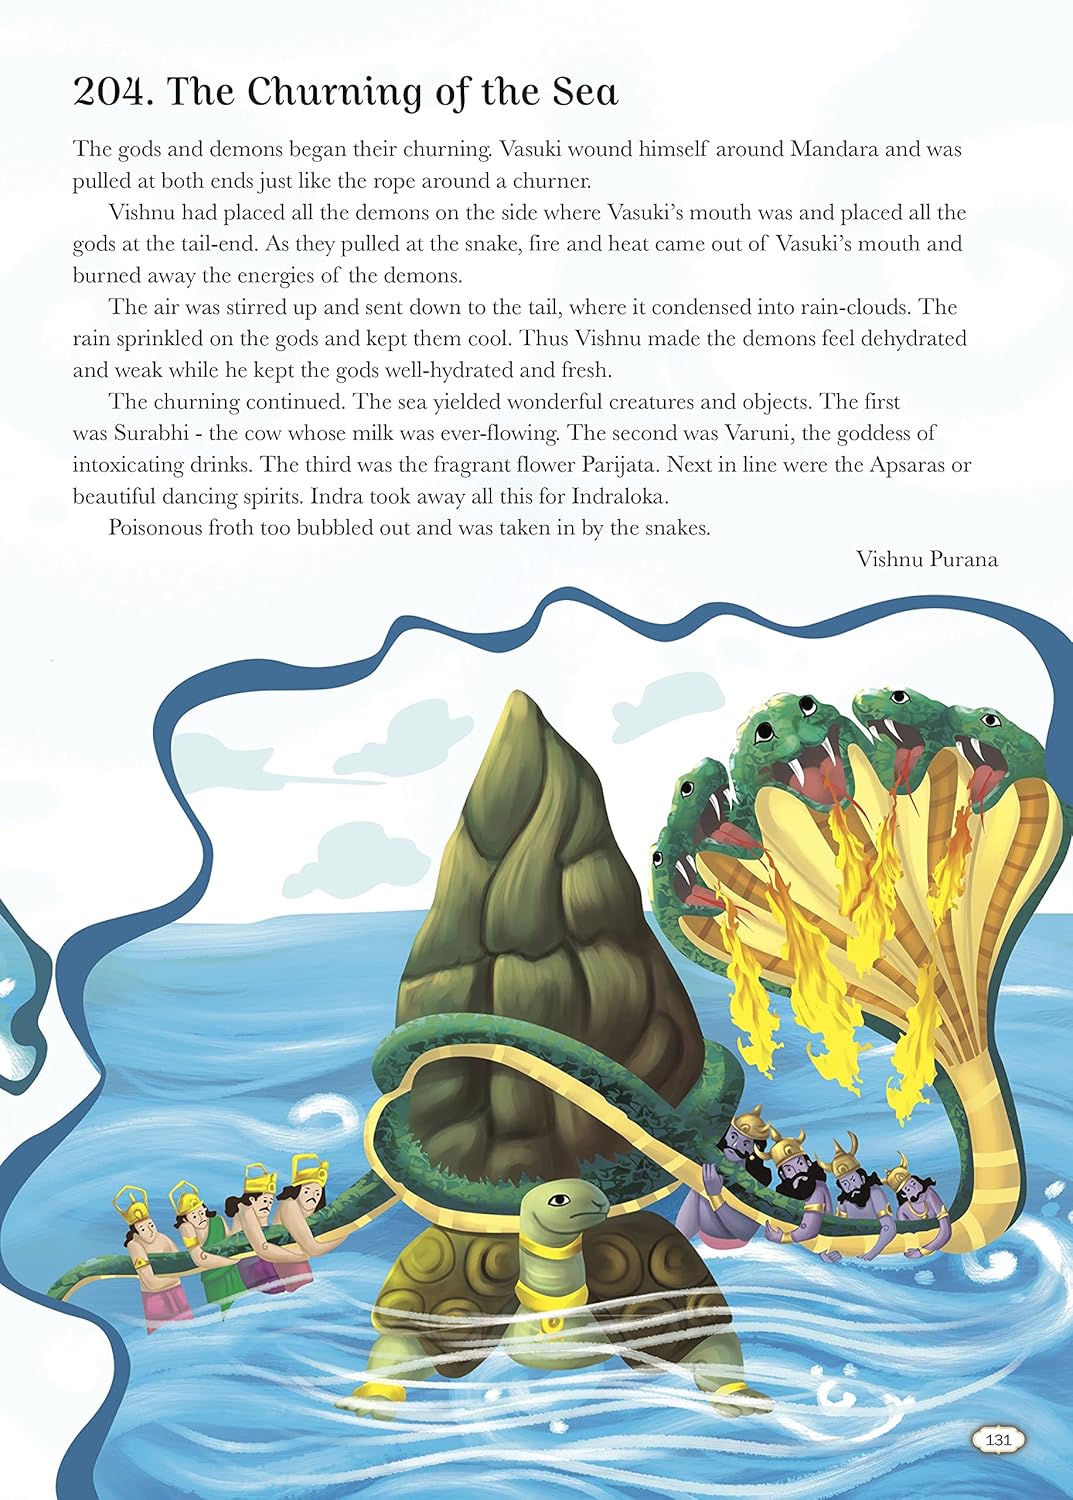 204. The Churning of the Sea
The gods and demons began their churning. Vasuki wound himself around Mandara and was
pulled at both ends just like the rope around a churner.
Vishnu had placed all the demons on the side where Vasuki's mouth was and placed all the
gods at the tail-end. As they pulled at the snake, fire and heat came out of Vasuki's mouth and
burned away the energies of the demons.
The air was stirred up and sent down to the tail, where it condensed into rain-clouds. The
rain sprinkled on the gods and kept them cool. Thus Vishnu made the demons feel dehydrated
and weak while he kept the gods well-hydrated and fresh.
The churning continued. The sea yielded wonderful creatures and objects. The first
was Surabhi - the cow whose milk was ever-flowing. The second was Varuni, the goddess of
intoxicating drinks. The third was the fragrant flower Parijata. Next in line were the Apsaras or
beautiful dancing spirits. Indra took away all this for Indraloka.
Poisonous froth too bubbled out and was taken in by the snakes.
Vishnu Purana
131